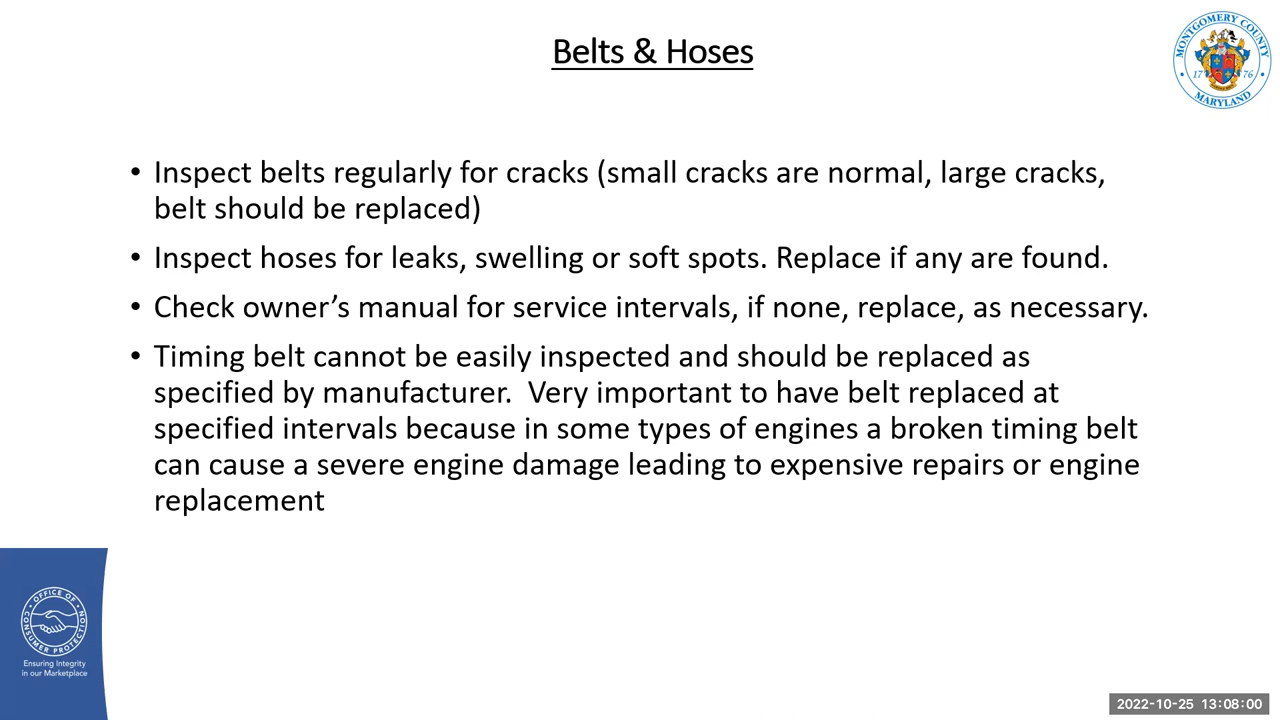 Belts & Hoses
MONTGOMERY COUNTY
17 76
MARYLAND
• Inspect belts regularly for cracks (small cracks are normal, large cracks,
belt should be replaced)
• Inspect hoses for leaks, swelling or soft spots. Replace if any are found.
• Check owner’s manual for service intervals, if none, replace, as necessary.
• Timing belt cannot be easily inspected and should be replaced as
specified by manufacturer.  Very important to have belt replaced at
specified intervals because in some types of engines a broken timing belt
can cause a severe engine damage leading to expensive repairs or engine
replacement
OFFICE OF
CONSUMER PROTECTION
Ensuring Integrity
in our Marketplace
2022-10-25 13:08:00